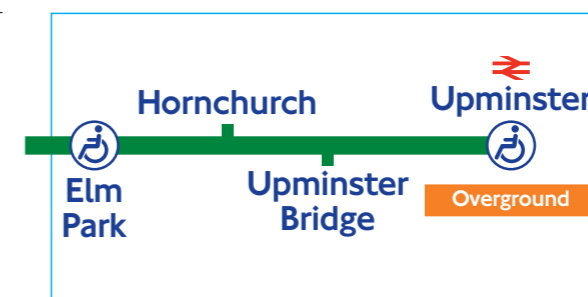 Hornchurch
Upminster
Elm
Park
Upminster
Bridge
Overground